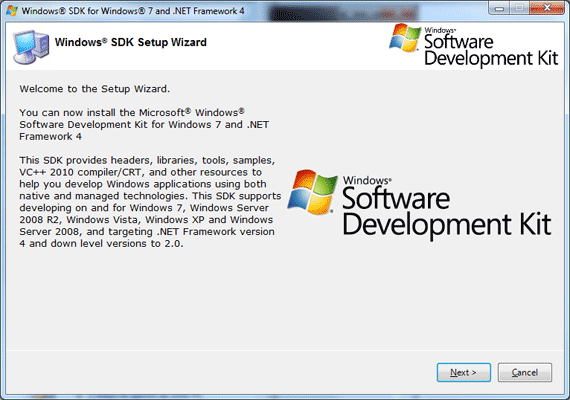 Windows® SDK for Windows® 7 and .NET Framework 4
Windows® SDK Setup Wizard
Windows®
Software
Development Kit
Welcome to the Setup Wizard.
You can now install the Microsoft® Windows®
Software Development Kit for Windows 7 and .NET
Framework 4
This SDK provides headers, libraries, tools, samples,
VC++ 2010 compiler/CRT, and other resources to
help you develop Windows applications using both
native and managed technologies. This SDK supports
developing on and for Windows 7, Windows Server
2008 R2, Windows Vista, Windows XP and Windows
Server 2008, and targeting .NET Framework version
4 and down level versions to 2.0.
Windows®
Software
Development Kit
Next >
Cancel